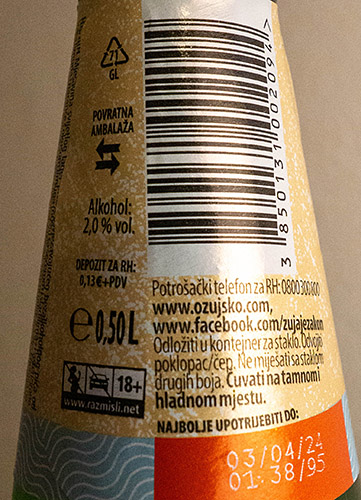 71
GL
POVRATNA
AMBALAŽA
Alkohol:
2,0 % vol.
DEPOZIT ZA RH:
0,13 €+PDV
℮0,50L
18+
www.razmisli.net
3 850131 002094 >
Potrošački telefon za RH: 0800 300 800
www.ozujsko.com,
www.facebook.com/zujajezakon
Odložiti u kontejner za staklo. Odvojiti
poklopac/čep. Ne miješati sa staklom
drugih boja. Čuvati na tamnom i
hladnom mjestu.
NAJBOLJE UPOTRIJEBITI DO:
03/04/24
01:38/95